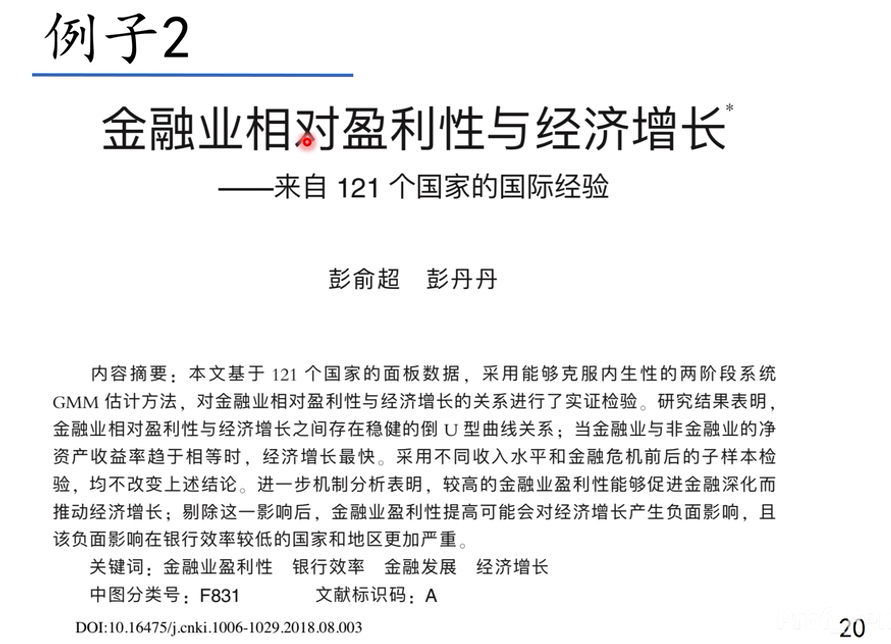 例子2
金融业相对盈利性与经济增长*
——来自 121 个国家的国际经验
彭俞超 彭丹丹
内容摘要：本文基于 121 个国家的面板数据，采用能够克服内生性的两阶段系统
GMM 估计方法，对金融业相对盈利性与经济增长的关系进行了实证检验。研究结果表明，
金融业相对盈利性与经济增长之间存在稳健的倒 U 型曲线关系；当金融业与非金融业的净
资产收益率趋于相等时，经济增长最快。采用不同收入水平和金融危机前后的子样本检
验，均不改变上述结论。进一步机制分析表明，较高的金融业盈利性能够促进金融深化而
推动经济增长；剔除这一影响后，金融业盈利性提高可能会对经济增长产生负面影响，且
该负面影响在银行效率较低的国家和地区更加严重。
关键词：金融业盈利性 银行效率 金融发展 经济增长
中图分类号：F831 文献标识码：A
DOI:10.16475/j.cnki.1006-1029.2018.08.003
20